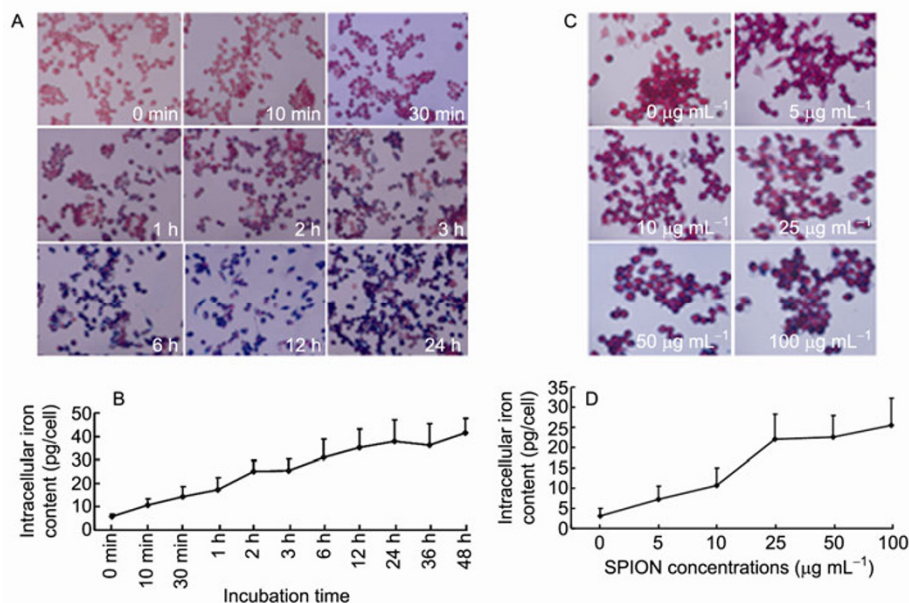 A
0 min
10 min
30 min
1 h
2 h
3 h
6 h
12 h
24 h
B
Intracellular iron
content (pg/cell)
50
40
30
20
10
0
0 min
10 min
30 min
1 h
2 h
3 h
6 h
12 h
24 h
36 h
48 h
Incubation time
C
0 μg mL⁻¹
5 μg mL⁻¹
10 μg mL⁻¹
25 μg mL⁻¹
50 μg mL⁻¹
100 μg mL⁻¹
D
Intracellular iron
content (pg/cell)
35
30
25
20
15
10
5
0
0
5
10
25
50
100
SPION concentrations (μg mL⁻¹)